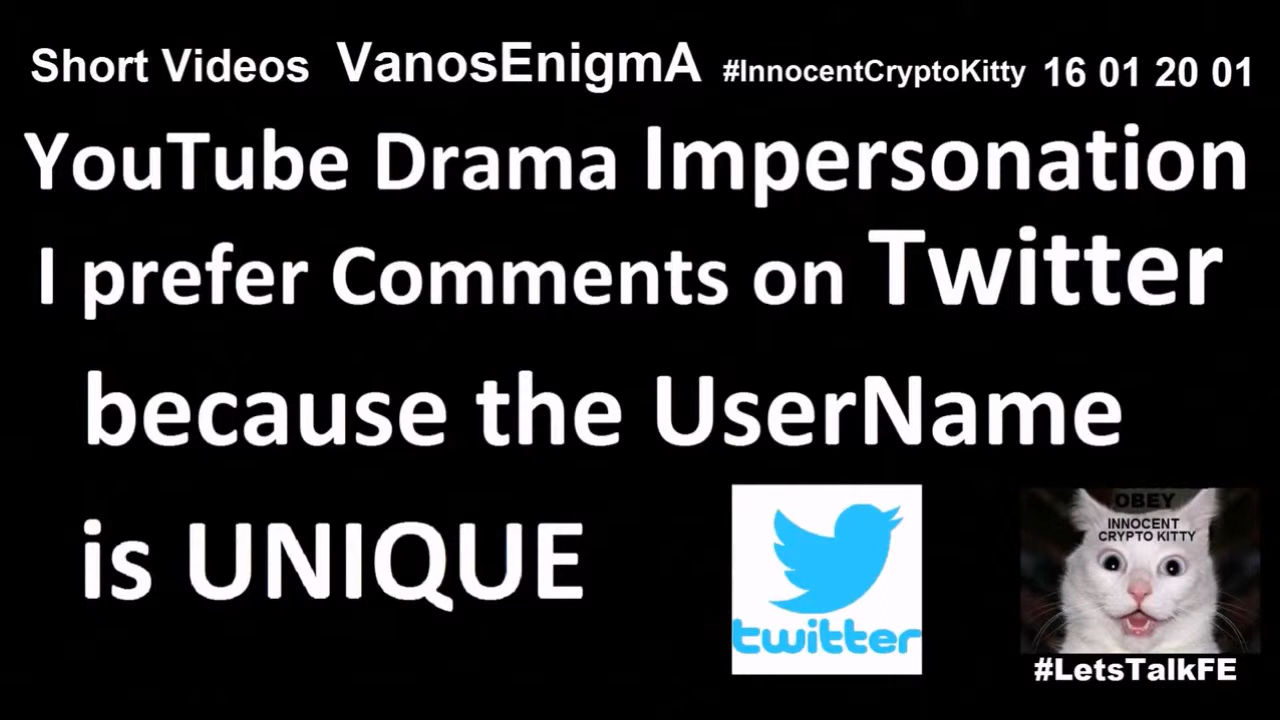 Short Videos VanosEnigmA #InnocentCryptoKitty 16 01 20 01
YouTube Drama Impersonation
I prefer Comments on Twitter
because the UserName
is UNIQUE
twitter
OBEY
INNOCENT
CRYPTO KITTY
#LetsTalkFE